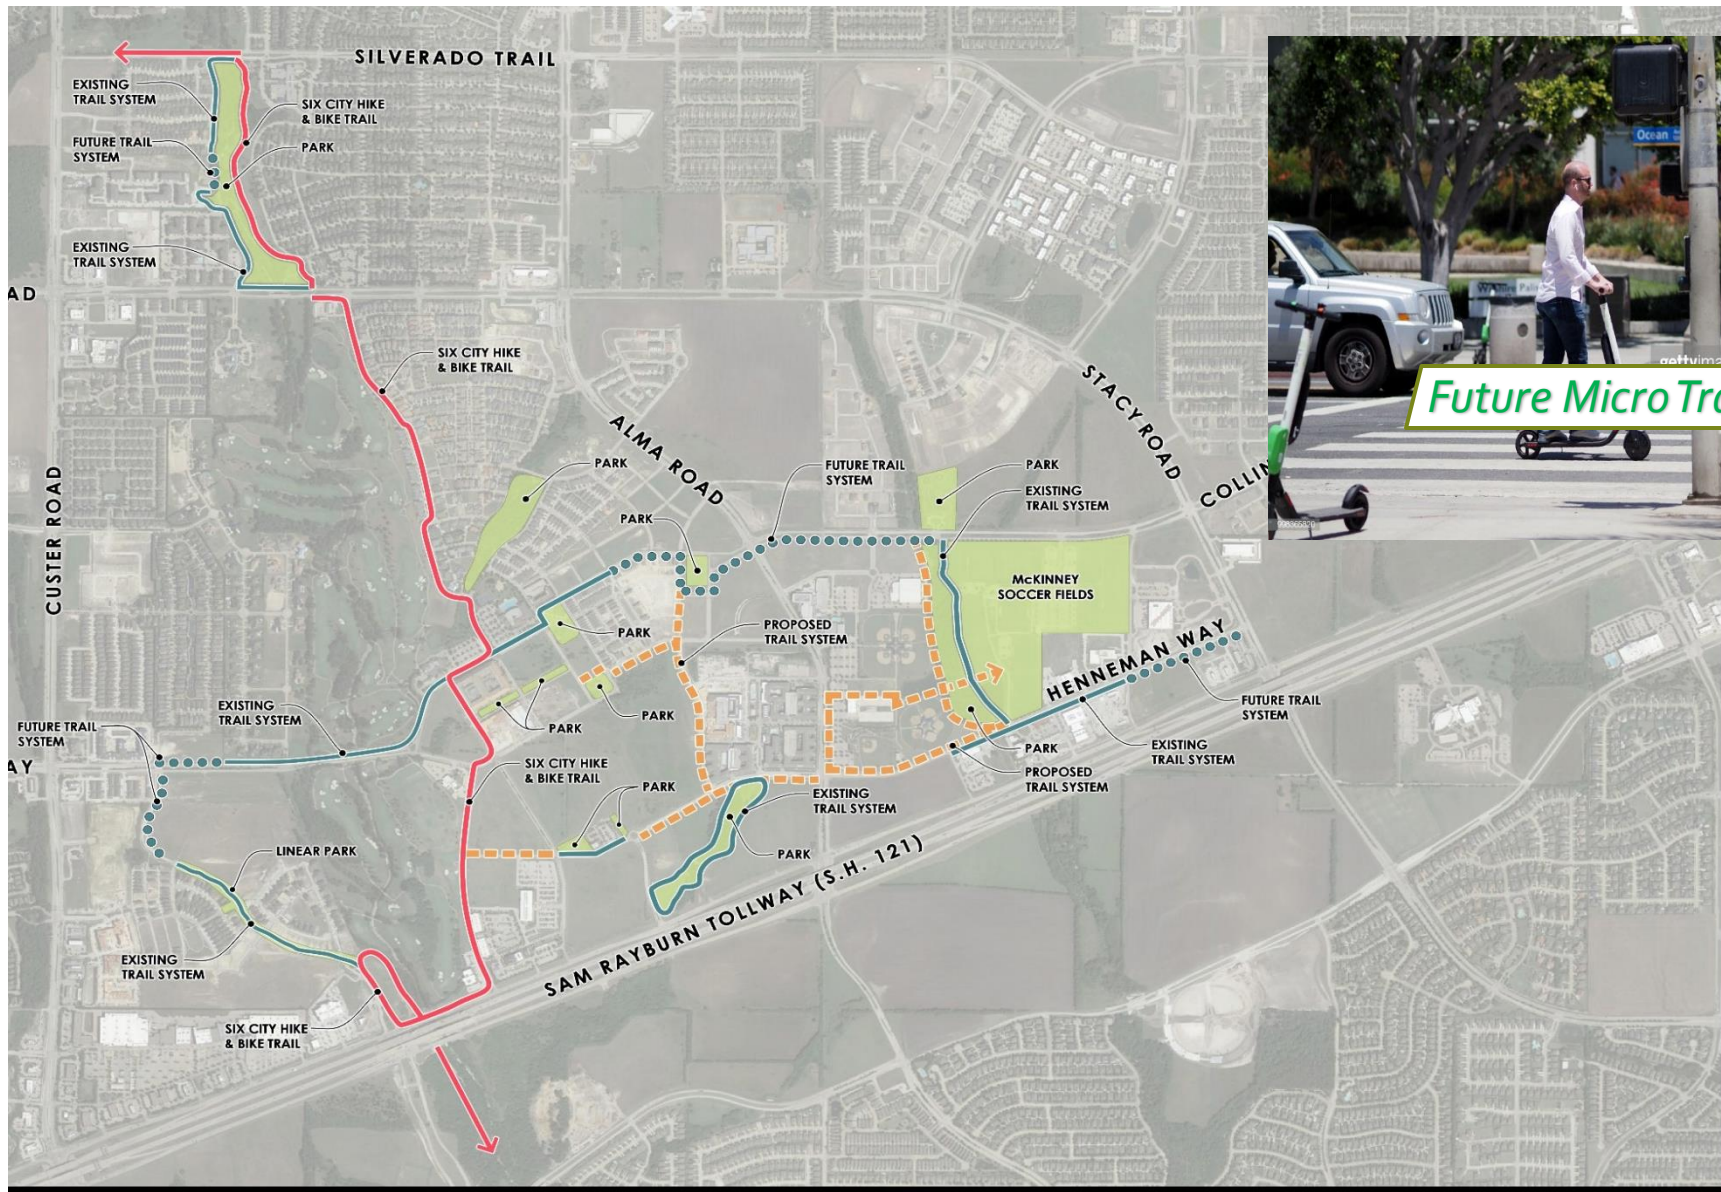 SILVERADO TRAIL
EXISTING
TRAIL SYSTEM
SIX CITY HIKE
& BIKE TRAIL
FUTURE TRAIL
SYSTEM
PARK
EXISTING
TRAIL SYSTEM
AD
SIX CITY HIKE
& BIKE TRAIL
Ocean
gettyima
Future Micro Tra
998365820
STACY ROAD
ALMA ROAD
COLLIN
CUSTER ROAD
PARK
FUTURE TRAIL
SYSTEM
PARK
EXISTING
TRAIL SYSTEM
PARK
McKINNEY
SOCCER FIELDS
PARK
PROPOSED
TRAIL SYSTEM
HENNEMAN WAY
EXISTING
TRAIL SYSTEM
PARK
PARK
FUTURE TRAIL
SYSTEM
FUTURE TRAIL
SYSTEM
AY
PARK
EXISTING
TRAIL SYSTEM
SIX CITY HIKE
& BIKE TRAIL
PARK
PROPOSED
TRAIL SYSTEM
EXISTING
TRAIL SYSTEM
LINEAR PARK
PARK
SAM RAYBURN TOLLWAY (S.H. 121)
EXISTING
TRAIL SYSTEM
SIX CITY HIKE
& BIKE TRAIL